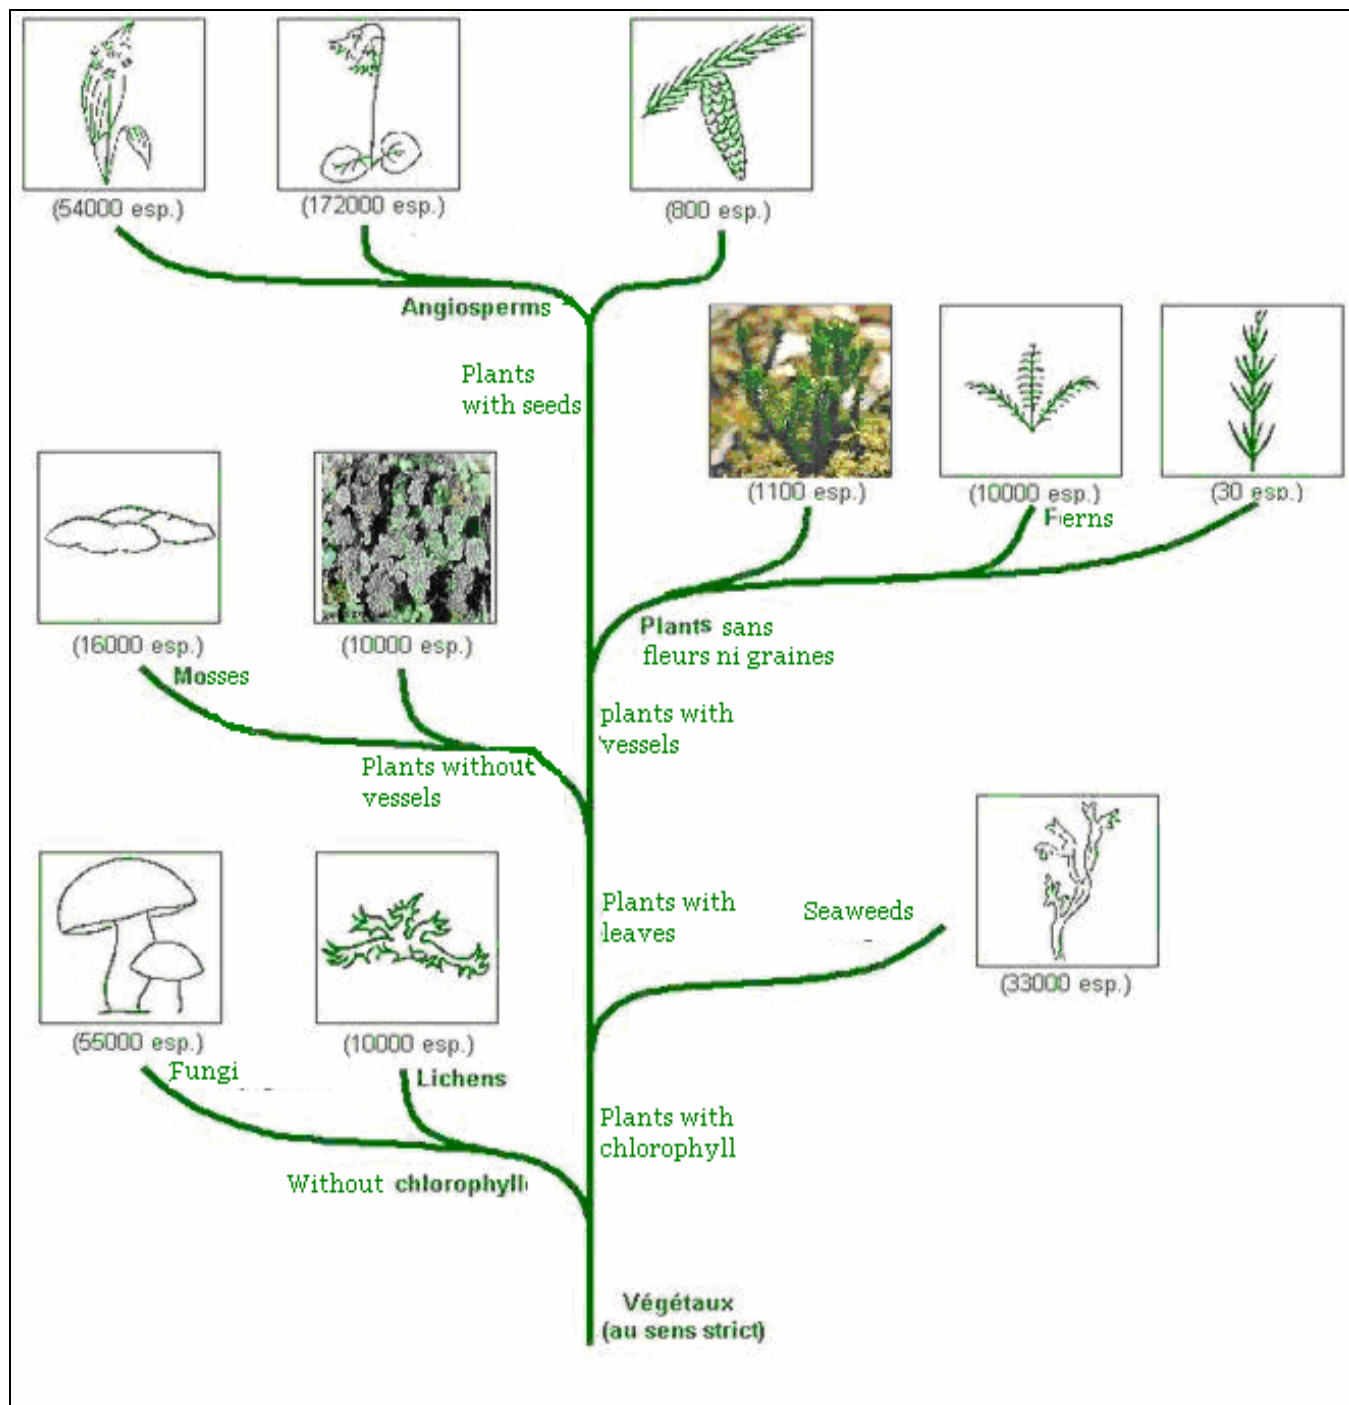 (54000 esp.)
(172000 esp.)
(800 esp.)
Angiosperms
Plants
with seeds
(1100 esp.)
(10000 esp.)
(30 esp.)
Ferns
(16000 esp.)
(10000 esp.)
Mosses
Plants sans
fleurs ni graines
plants with
vessels
Plants without
vessels
Plants with
leaves
Seaweeds
(33000 esp.)
(55000 esp.)
(10000 esp.)
Fungi
Lichens
Plants with
chlorophyll
Without chlorophyll
Végétaux
(au sens strict)